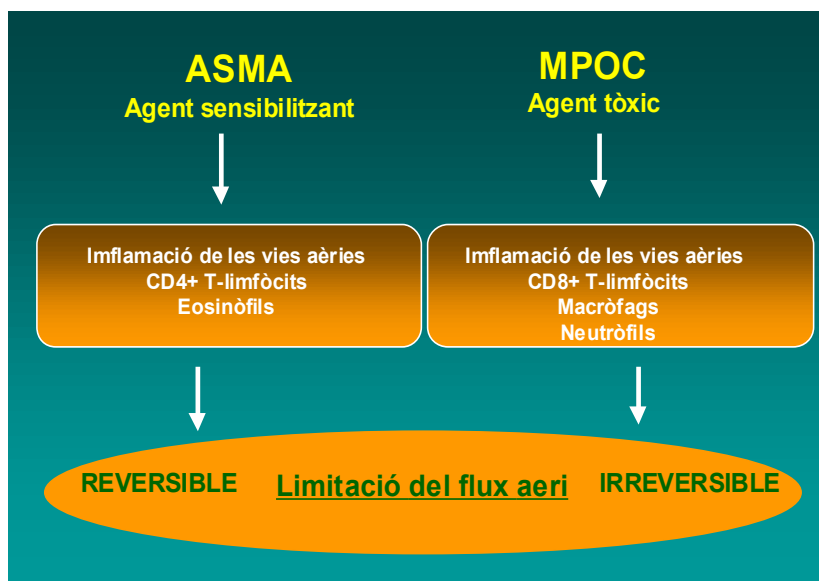 ASMA
Agent sensibilitzant
MPOC
Agent tòxic
Imflamació de les vies aèries
CD4+ T-limfòcits
Eosinòfils
Imflamació de les vies aèries
CD8+ T-limfòcits
Macròfags
Neutròfils
REVERSIBLE
Limitació del flux aeri
IRREVERSIBLE